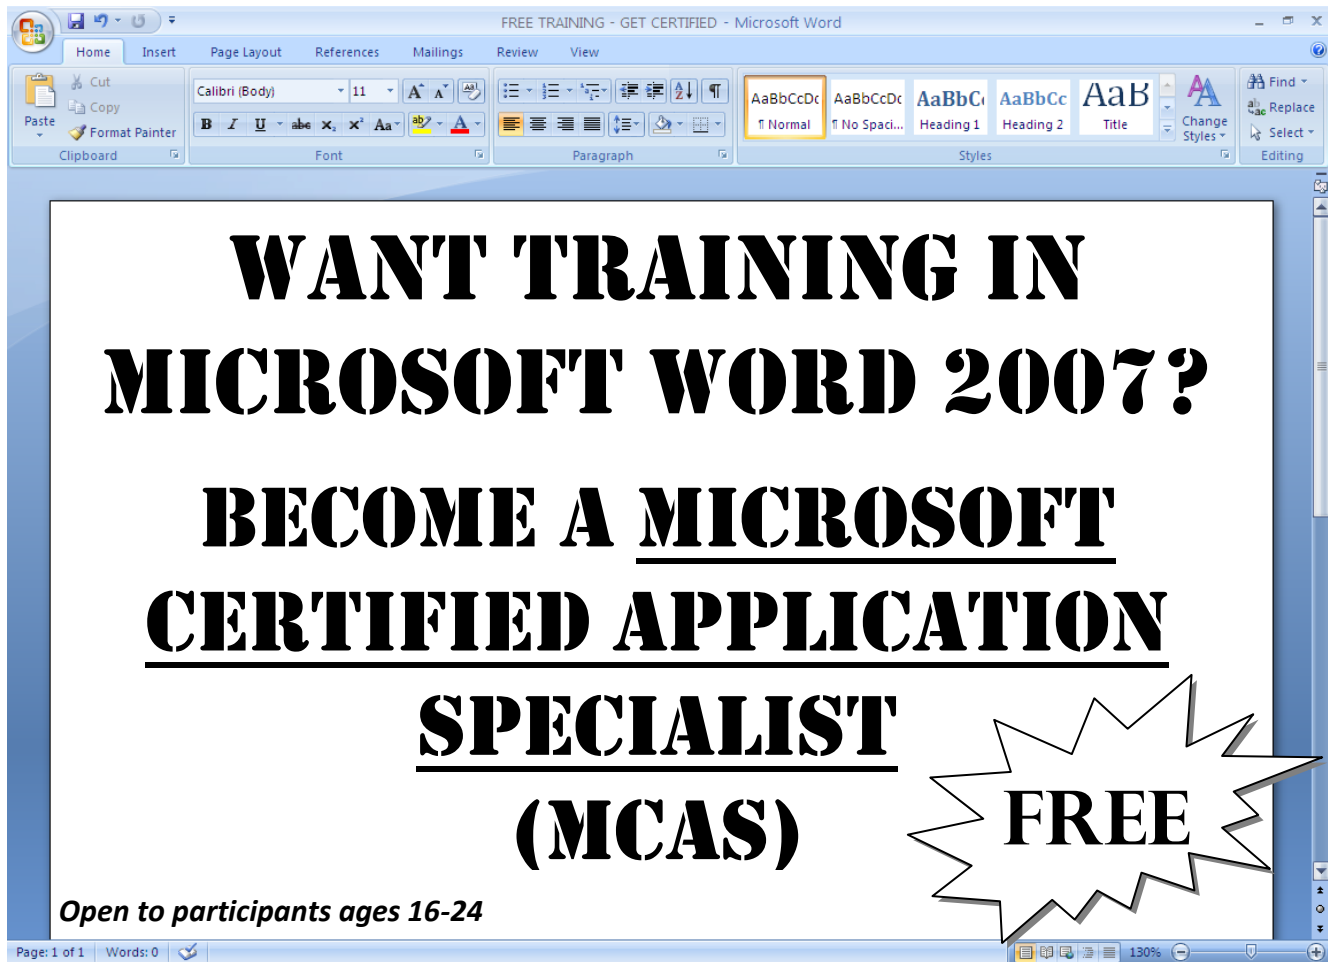 FREE TRAINING - GET CERTIFIED - Microsoft Word
Home Insert Page Layout References Mailings Review View
Paste
Cut
Copy
Format Painter
Clipboard
Calibri (Body) 11
Font
Paragraph
AaBbCcDc AaBbCcDc AaBbC AaBbCc AaB
¶ Normal ¶ No Spaci... Heading 1 Heading 2 Title
Change
Styles
Styles
Find
Replace
Select
Editing
WANT TRAINING IN
MICROSOFT WORD 2007?
BECOME A MICROSOFT
CERTIFIED APPLICATION
SPECIALIST
(MCAS)
FREE
Open to participants ages 16-24
Page: 1 of 1 Words: 0 130%